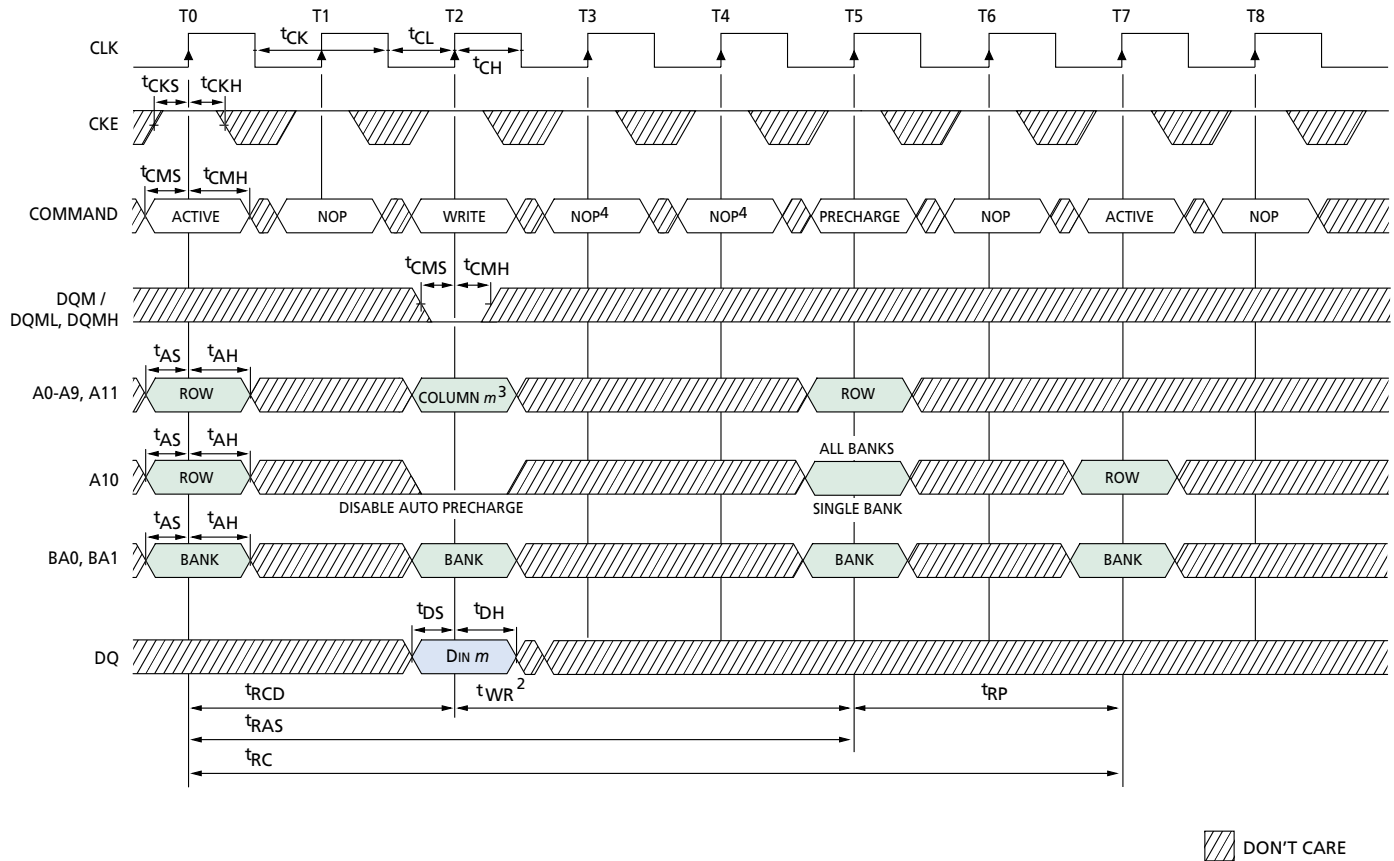 T0 T1 T2 T3 T4 T5 T6 T7 T8
CLK tCK tCL tCH
tCKS tCKH
CKE
tCMS tCMH
COMMAND ACTIVE NOP WRITE NOP4 NOP4 PRECHARGE NOP ACTIVE NOP
tCMS tCMH
DQM /
DQML, DQMH
tAS tAH
A0-A9, A11 ROW COLUMN m3 ROW
tAS tAH
ALL BANKS
A10 ROW ROW
DISABLE AUTO PRECHARGE SINGLE BANK
tAS tAH
BA0, BA1 BANK BANK BANK BANK
tDS tDH
DQ DIN m
tRCD tWR2 tRP
tRAS
tRC
DON'T CARE